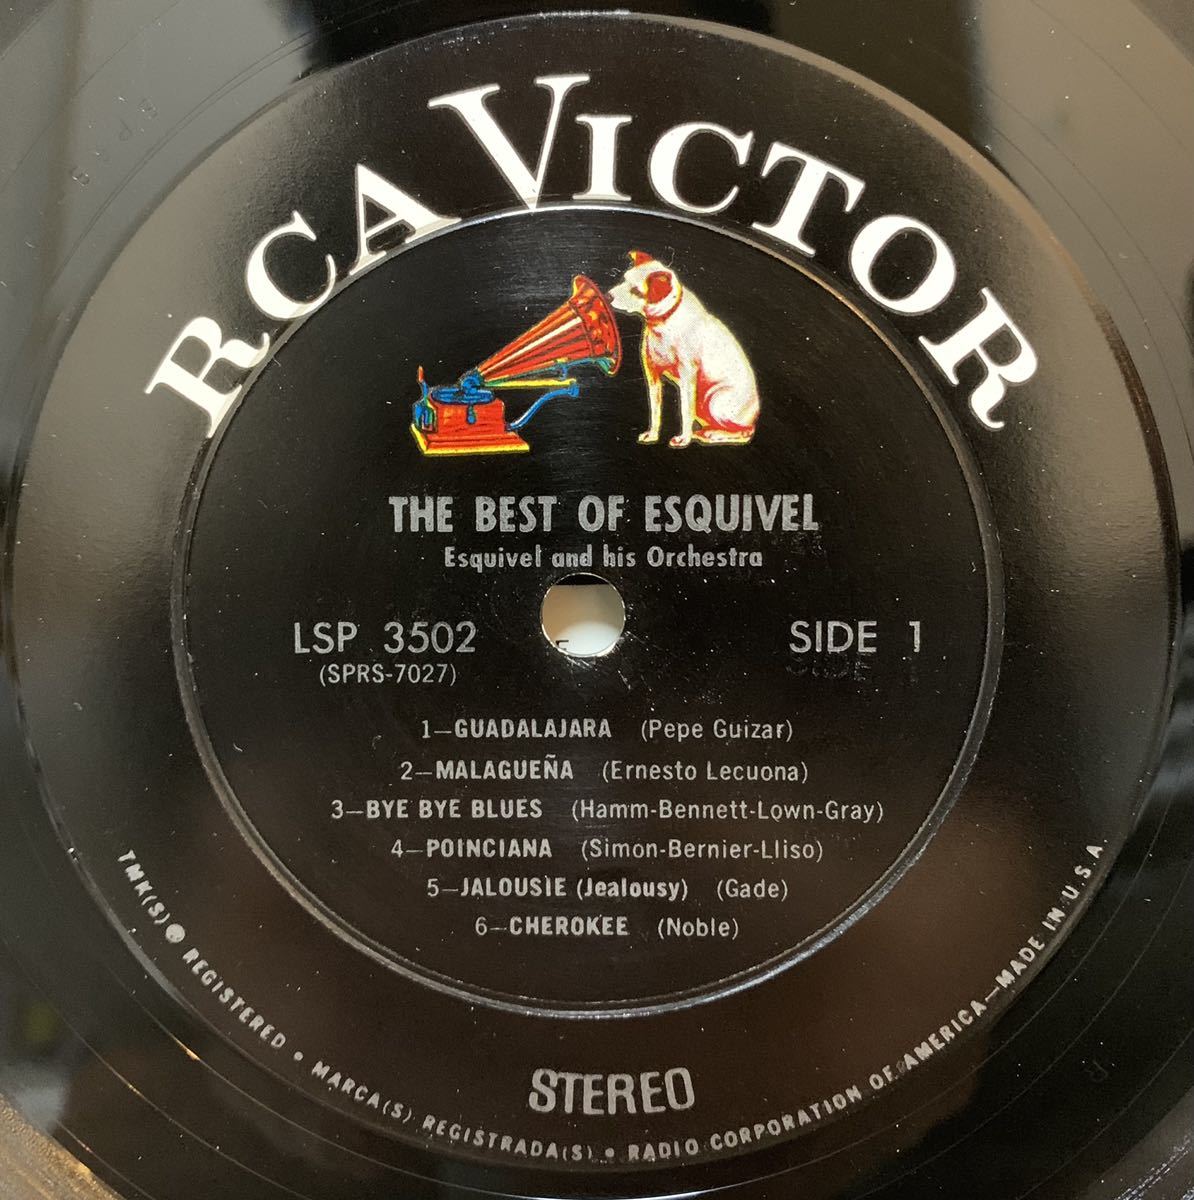 RCA VICTOR
THE BEST OF ESQUIVEL
Esquivel and his Orchestra
LSP 3502
(SPRS-7027)
SIDE 1
1—GUADALAJARA (Pepe Guizar)
2—MALAGUEÑA (Ernesto Lecuona)
3—BYE BYE BLUES (Hamm-Bennett-Lown-Gray)
4—POINCIANA (Simon-Bernier-Lliso)
5—JALOUSIE (Jealousy) (Gade)
6—CHEROKEE (Noble)
STEREO
TMK(S) ® REGISTERED • MARCA(S) REGISTRADA(S) • RADIO CORPORATION OF AMERICA—MADE IN U.S.A.